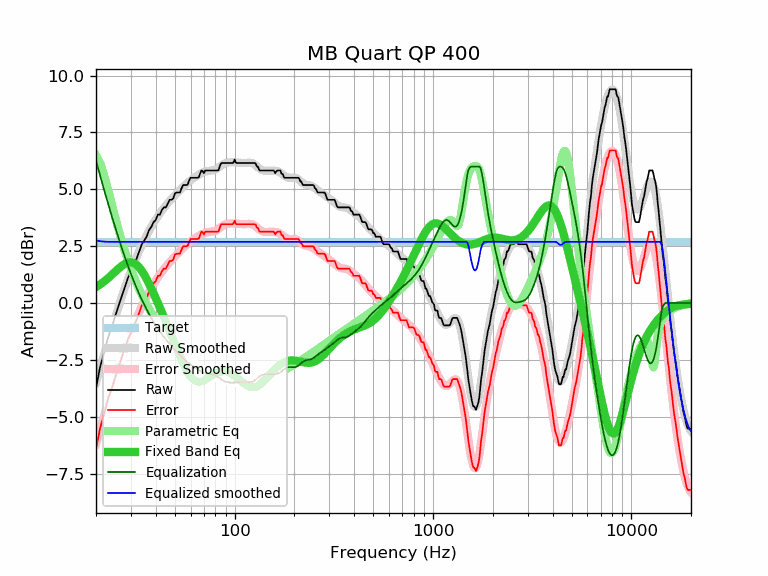 MB Quart QP 400
10.0
7.5
5.0
2.5
0.0
−2.5
−5.0
−7.5
Amplitude (dBr)
Target
Raw Smoothed
Error Smoothed
Raw
Error
Parametric Eq
Fixed Band Eq
Equalization
Equalized smoothed
100 1000 10000
Frequency (Hz)